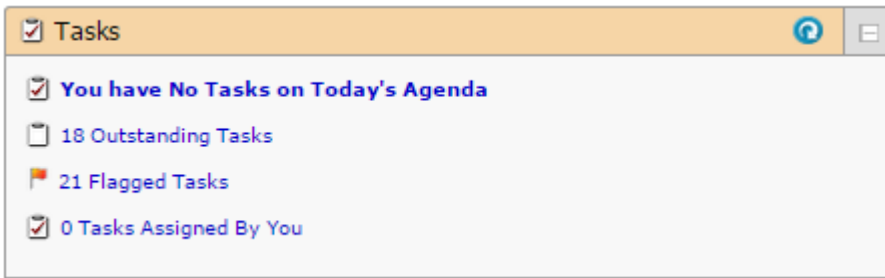 Tasks
You have No Tasks on Today's Agenda
18 Outstanding Tasks
21 Flagged Tasks
0 Tasks Assigned By You